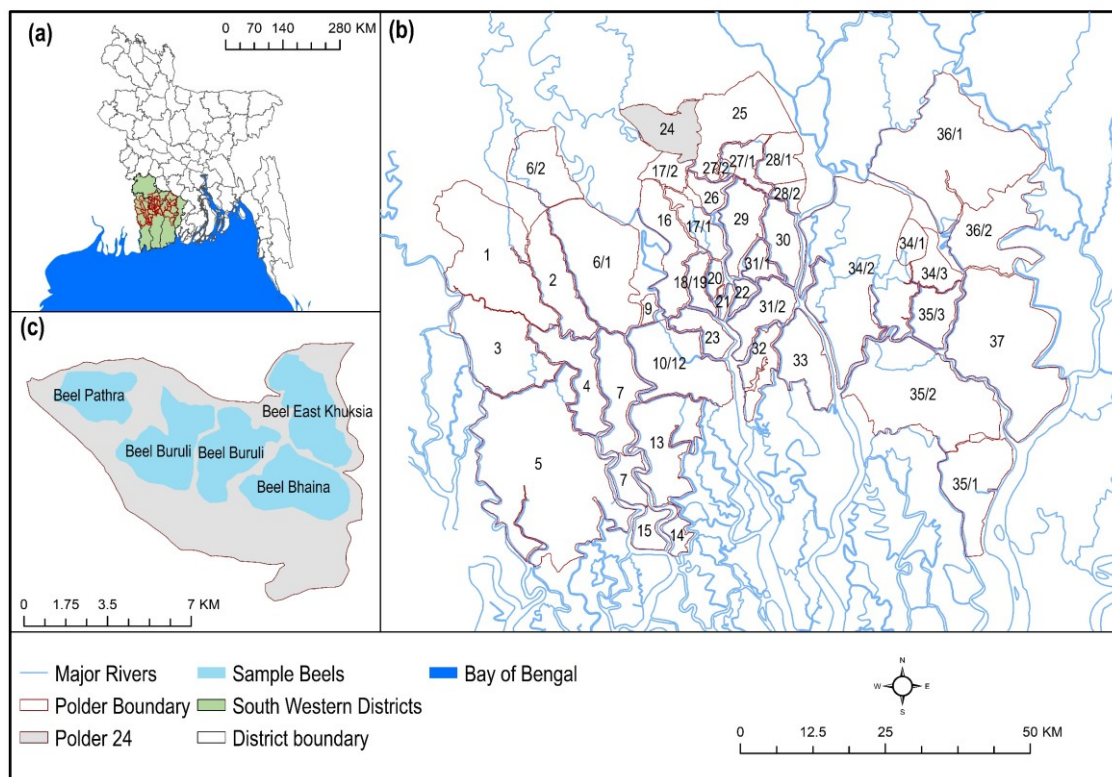 (a)
0 70 140 280 KM
(b)
24
25
6/2
17/2
27/2
27/1
28/1
36/1
26
28/2
16
17/1
29
1
2
6/1
30
36/2
34/1
31/1
34/2
34/3
18/19
20
21
22
9
31/2
35/3
3
23
32
33
37
10/12
4
7
35/2
13
5
7
35/1
15
14
(c)
Beel Pathra
Beel East Khuksia
Beel Buruli
Beel Buruli
Beel Bhaina
0 1.75 3.5 7 KM
Major Rivers
Sample Beels
Bay of Bengal
Polder Boundary
South Western Districts
Polder 24
District boundary
N
W
E
S
0 12.5 25 50 KM